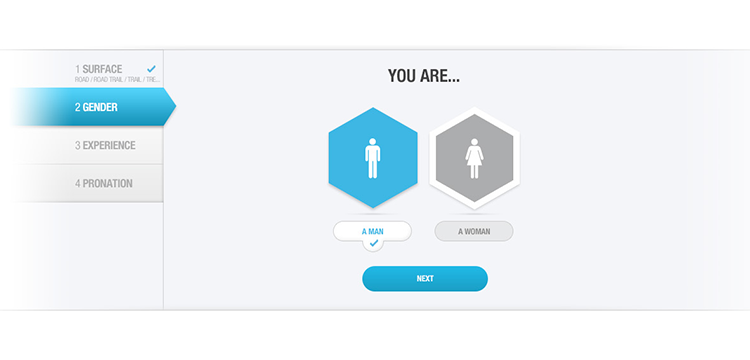 1 SURFACE
ROAD / ROAD TRAIL / TRAIL / TRE...
2 GENDER
3 EXPERIENCE
4 PRONATION
YOU ARE...
A MAN
A WOMAN
NEXT